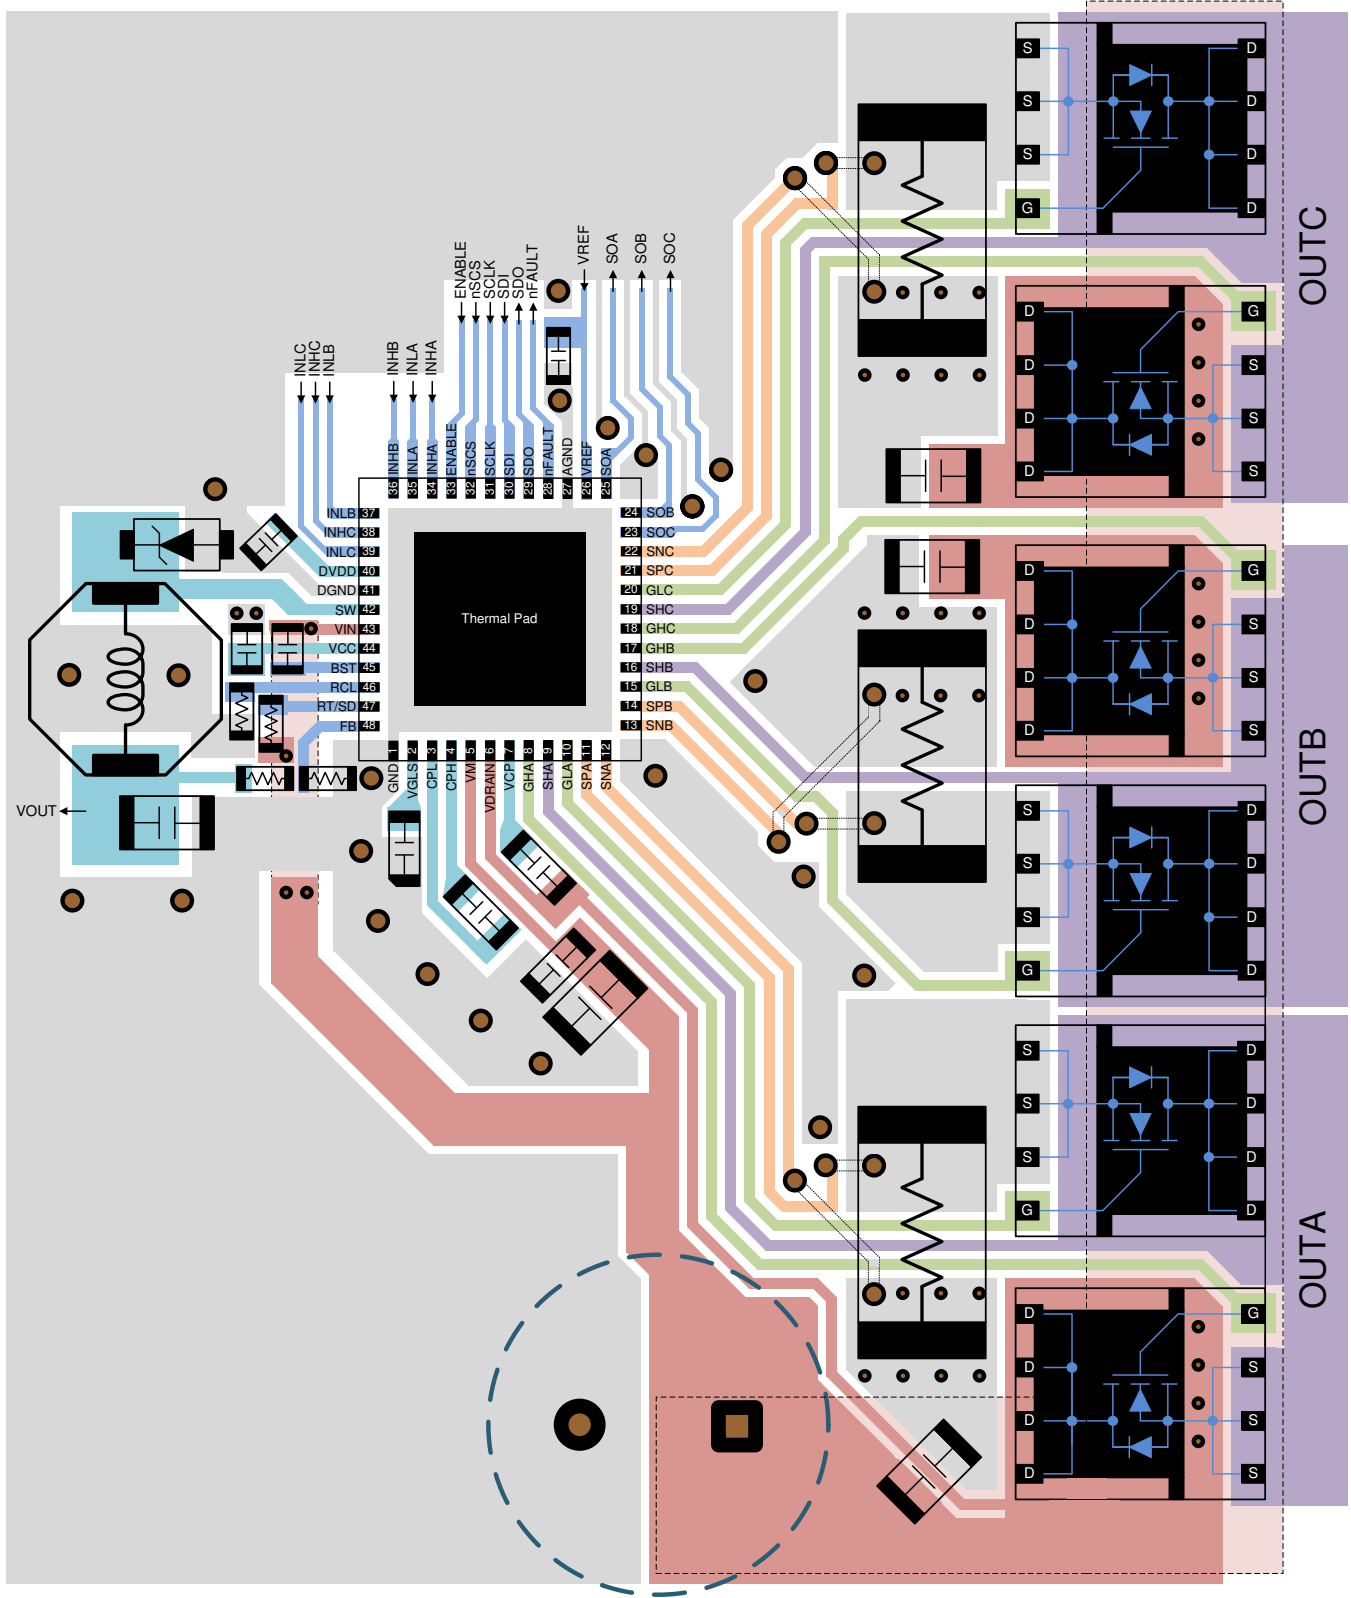 S
D
S
D
S
D
G
D
OUTC
D
G
D
S
D
S
D
S
VREF
SOA
SOB
SOC
ENABLE
nSCS
SCLK
SDI
SDO
nFAULT
INLC
INHC
INLB
INHB
INLA
INHA
INHB
INLA
INHA
ENABLE
nSCS
SCLK
SDI
SDO
nFAULT
AGND
VREF
SOA
36
35
34
33
32
31
30
29
28
27
26
25
INLB 37
INHC 38
INLC 39
DVDD 40
DGND 41
SW 42
VIN 43
VCC 44
BST 45
RCL 46
RT/SD 47
FB 48
Thermal Pad
24 SOB
23 SOC
22 SNC
21 SPC
20 GLC
19 SHC
18 GHC
17 GHB
16 SHB
15 GLB
14 SPB
13 SNB
1
2
3
4
5
6
7
8
9
10
11
12
GND
VGLS
CPL
CPH
VM
VDRAIN
VCP
GHA
SHA
GLA
SPA
SNA
VOUT
D
G
D
S
D
S
D
S
OUTB
S
D
S
D
S
D
G
D
S
D
S
D
S
D
G
D
OUTA
D
G
D
S
D
S
D
S